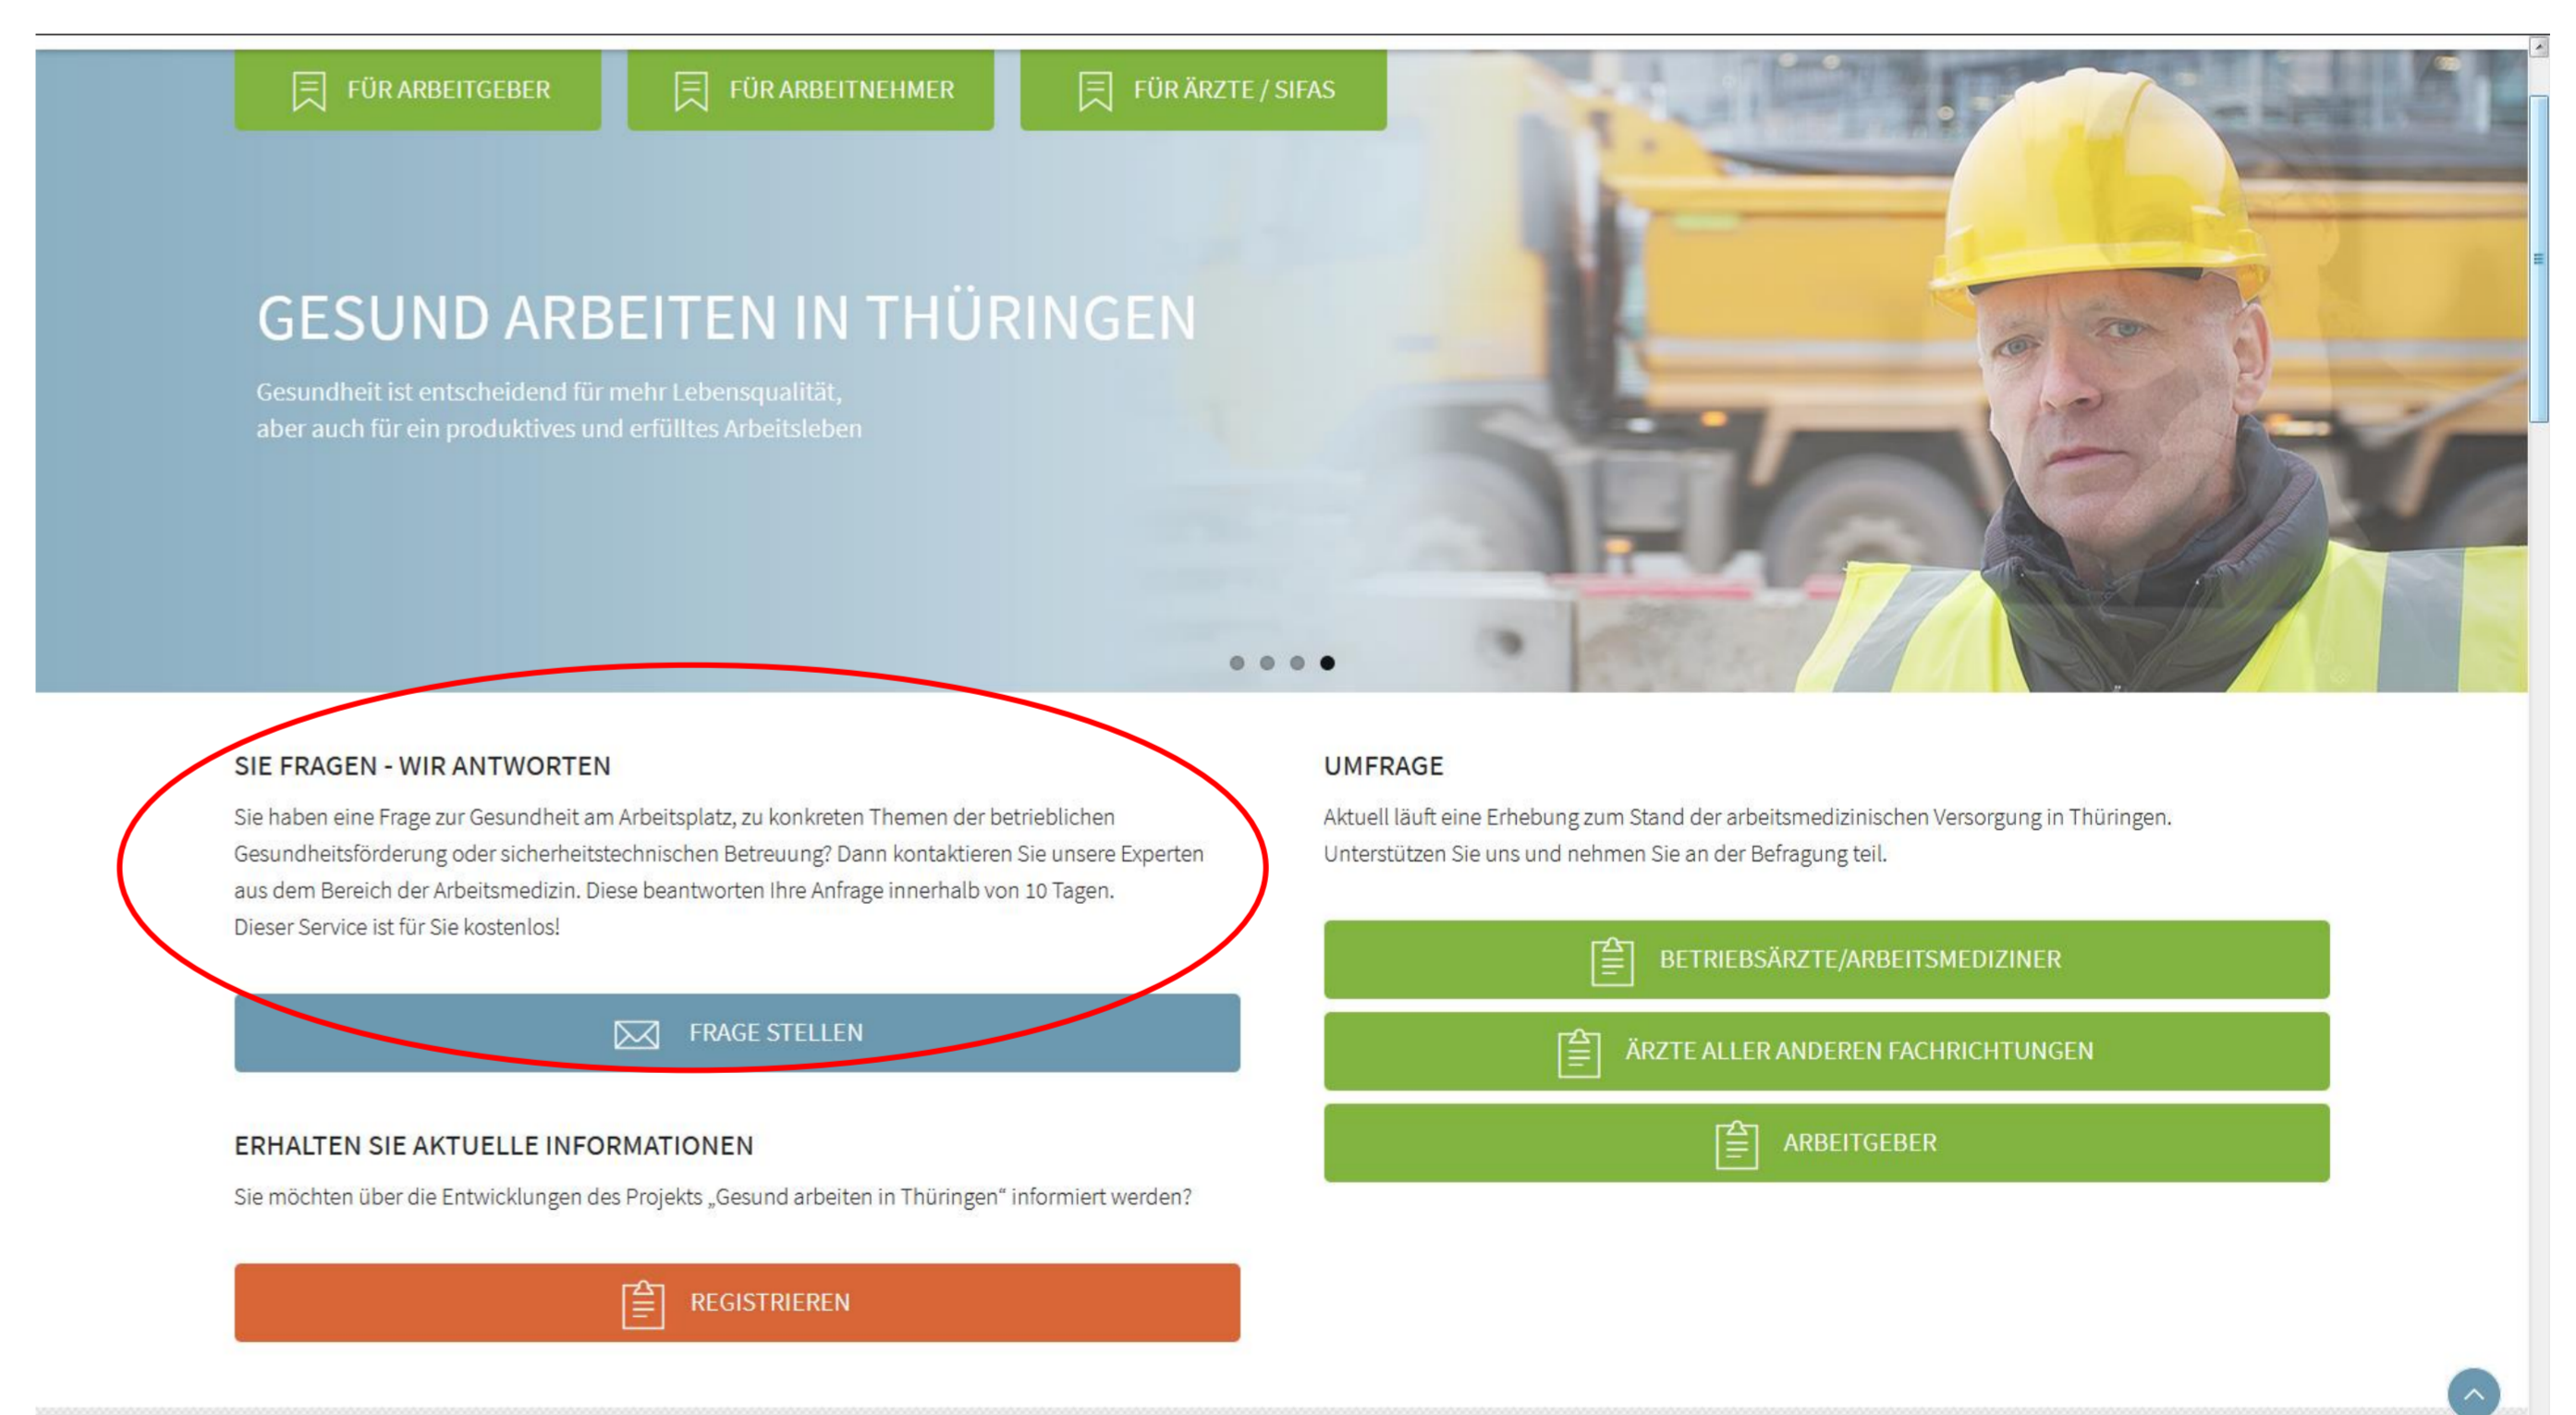 FÜR ARBEITGEBER
FÜR ARBEITNEHMER
FÜR ÄRZTE / SIFAS
GESUND ARBEITEN IN THÜRINGEN
Gesundheit ist entscheidend für mehr Lebensqualität,
aber auch für ein produktives und erfülltes Arbeitsleben
SIE FRAGEN - WIR ANTWORTEN
Sie haben eine Frage zur Gesundheit am Arbeitsplatz, zu konkreten Themen der betrieblichen
Gesundheitsförderung oder sicherheitstechnischen Betreuung? Dann kontaktieren Sie unsere Experten
aus dem Bereich der Arbeitsmedizin. Diese beantworten Ihre Anfrage innerhalb von 10 Tagen.
Dieser Service ist für Sie kostenlos!
FRAGE STELLEN
ERHALTEN SIE AKTUELLE INFORMATIONEN
Sie möchten über die Entwicklungen des Projekts „Gesund arbeiten in Thüringen“ informiert werden?
REGISTRIEREN
UMFRAGE
Aktuell läuft eine Erhebung zum Stand der arbeitsmedizinischen Versorgung in Thüringen.
Unterstützen Sie uns und nehmen Sie an der Befragung teil.
BETRIEBSÄRZTE/ARBEITSMEDIZINER
ÄRZTE ALLER ANDEREN FACHRICHTUNGEN
ARBEITGEBER